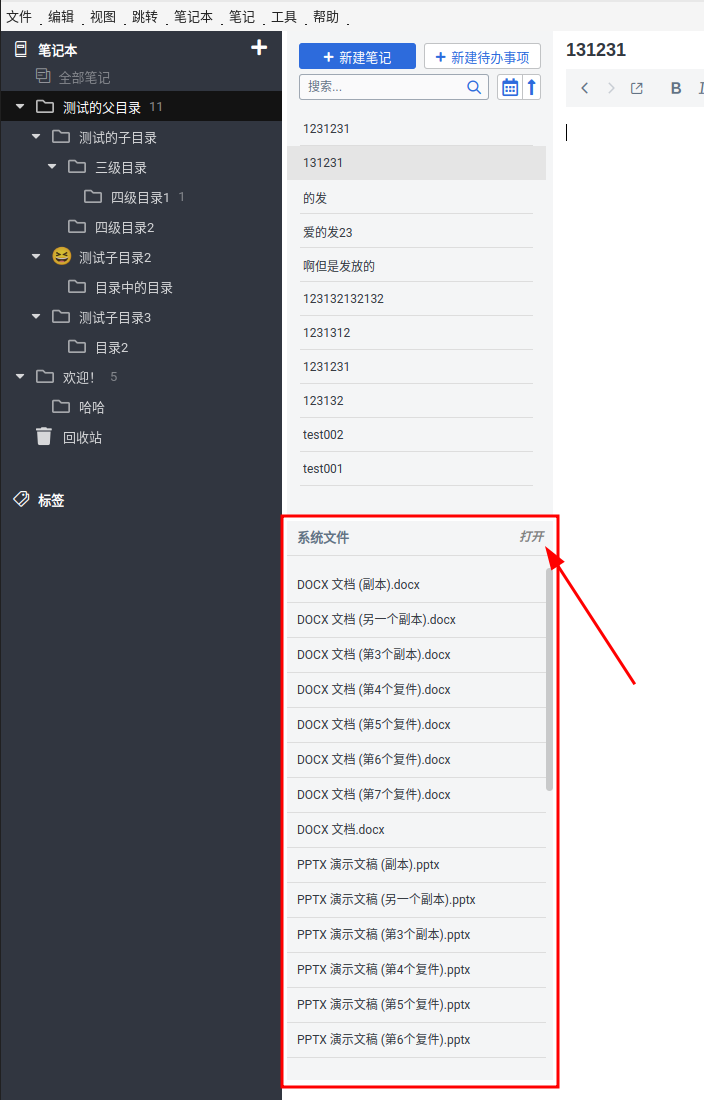 文件 编辑 视图 跳转 笔记本 笔记 工具 帮助
笔记本
全部笔记
测试的父目录 11
测试的子目录
三级目录
四级目录1 1
四级目录2
测试子目录2
目录中的目录
测试子目录3
目录2
欢迎! 5
哈哈
回收站
标签
新建笔记 新建待办事项
搜索...
1231231
131231
的发
爱的发23
啊但是发放的
123132132132
1231312
1231231
123132
test002
test001
系统文件 打开
DOCX 文档 (副本).docx
DOCX 文档 (另一个副本).docx
DOCX 文档 (第3个副本).docx
DOCX 文档 (第4个复件).docx
DOCX 文档 (第5个复件).docx
DOCX 文档 (第6个复件).docx
DOCX 文档 (第7个复件).docx
DOCX 文档.docx
PPTX 演示文稿 (副本).pptx
PPTX 演示文稿 (另一个副本).pptx
PPTX 演示文稿 (第3个副本).pptx
PPTX 演示文稿 (第4个复件).pptx
PPTX 演示文稿 (第5个复件).pptx
PPTX 演示文稿 (第6个复件).pptx
131231
B I